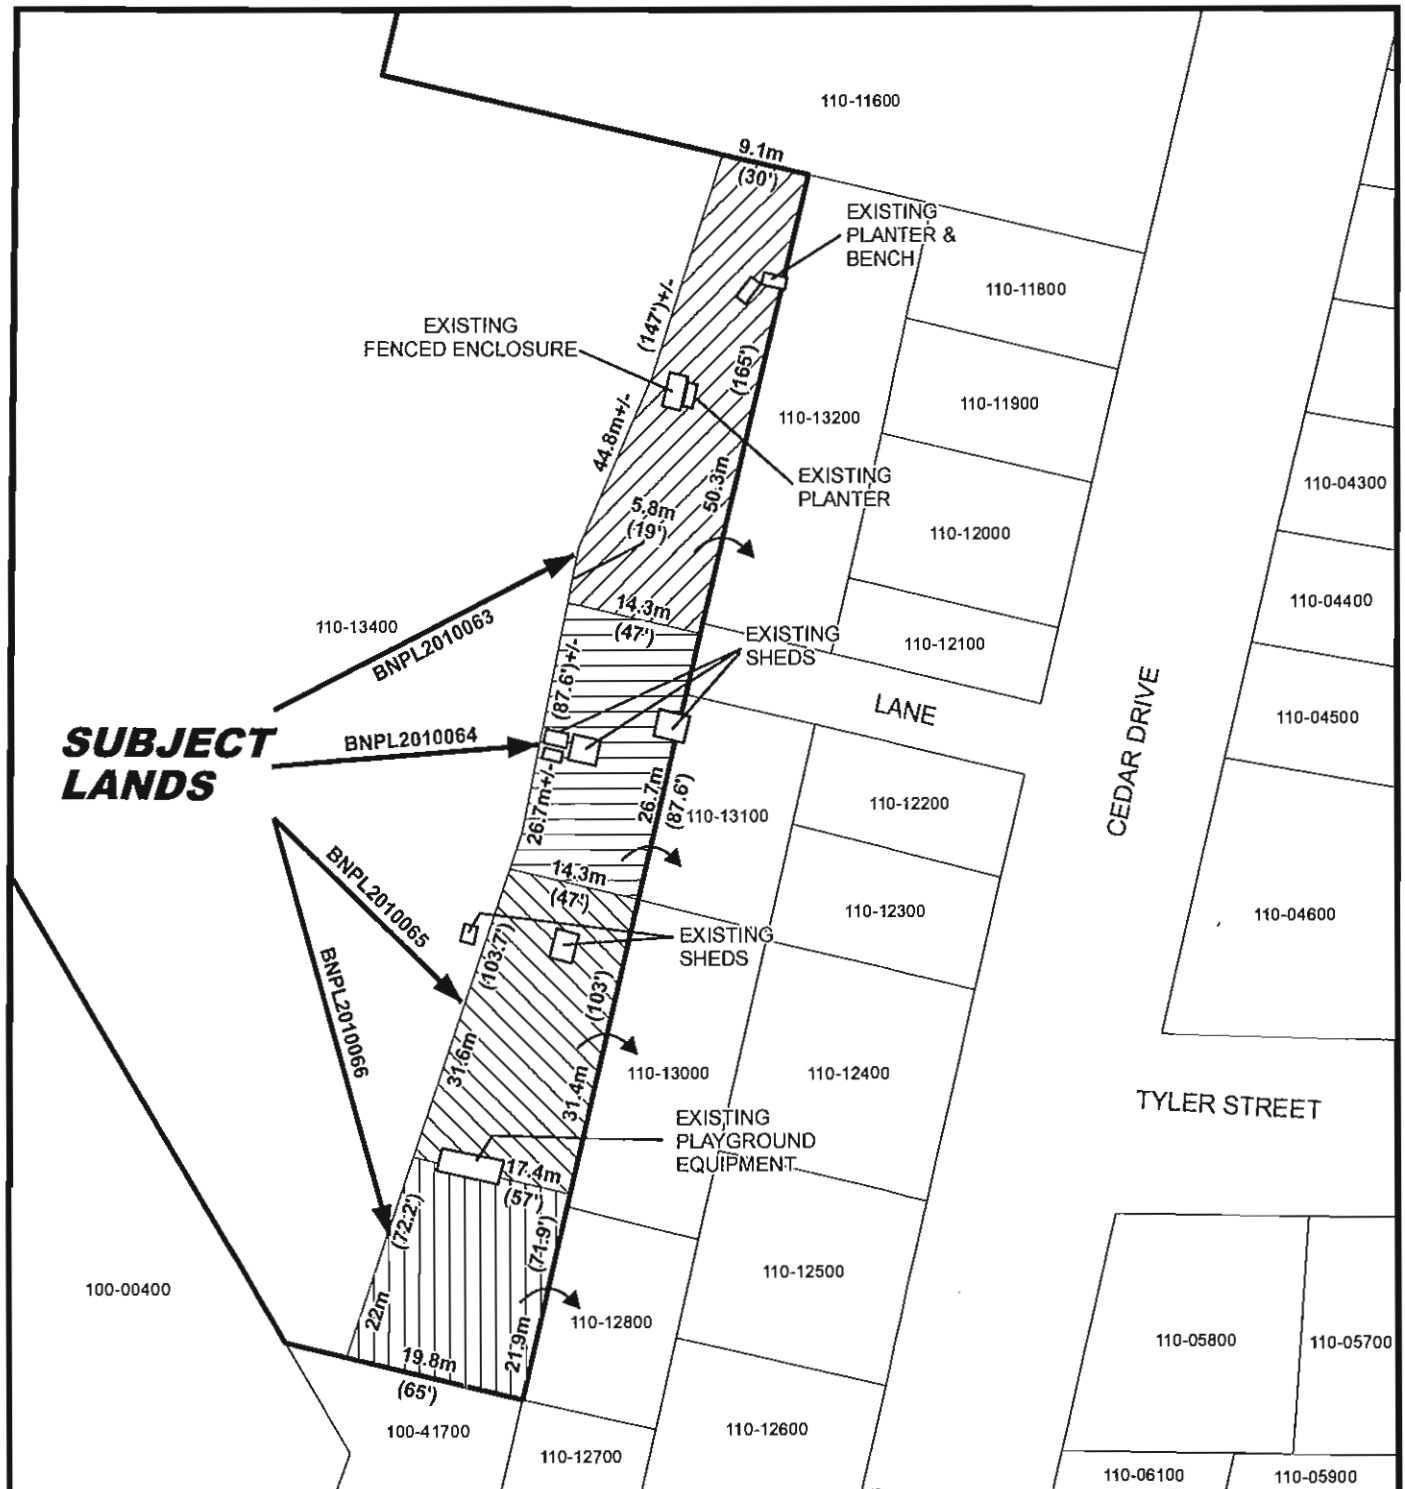 110-11600
9.1m
(30')
EXISTING
PLANTER &
BENCH
110-11800
EXISTING
FENCED ENCLOSURE
(147')+/-
(165')
110-11900
110-13200
44.8m+/-
50.3m
EXISTING
PLANTER
110-04300
5.8m
(19')
110-12000
110-04400
14.3m
(47')
110-13400
BNPL2010063
EXISTING
SHEDS
110-12100
(87.6')+/-
LANE
CEDAR DRIVE
110-04500
SUBJECT
LANDS
BNPL2010064
26.7m+/-
26.7m
(87.6')
110-13100
110-12200
14.3m
(47')
BNPL2010065
110-12300
110-04600
EXISTING
SHEDS
(103.7')
(103')
BNPL2010066
31.6m
31.4m
110-13000
110-12400
TYLER STREET
EXISTING
PLAYGROUND
EQUIPMENT
17.4m
(57')
(72.2')
(71.9')
110-12500
100-00400
22m
21.9m
110-12800
110-05800
110-05700
19.8m
(65')
100-41700
110-12700
110-12600
110-06100
110-05900